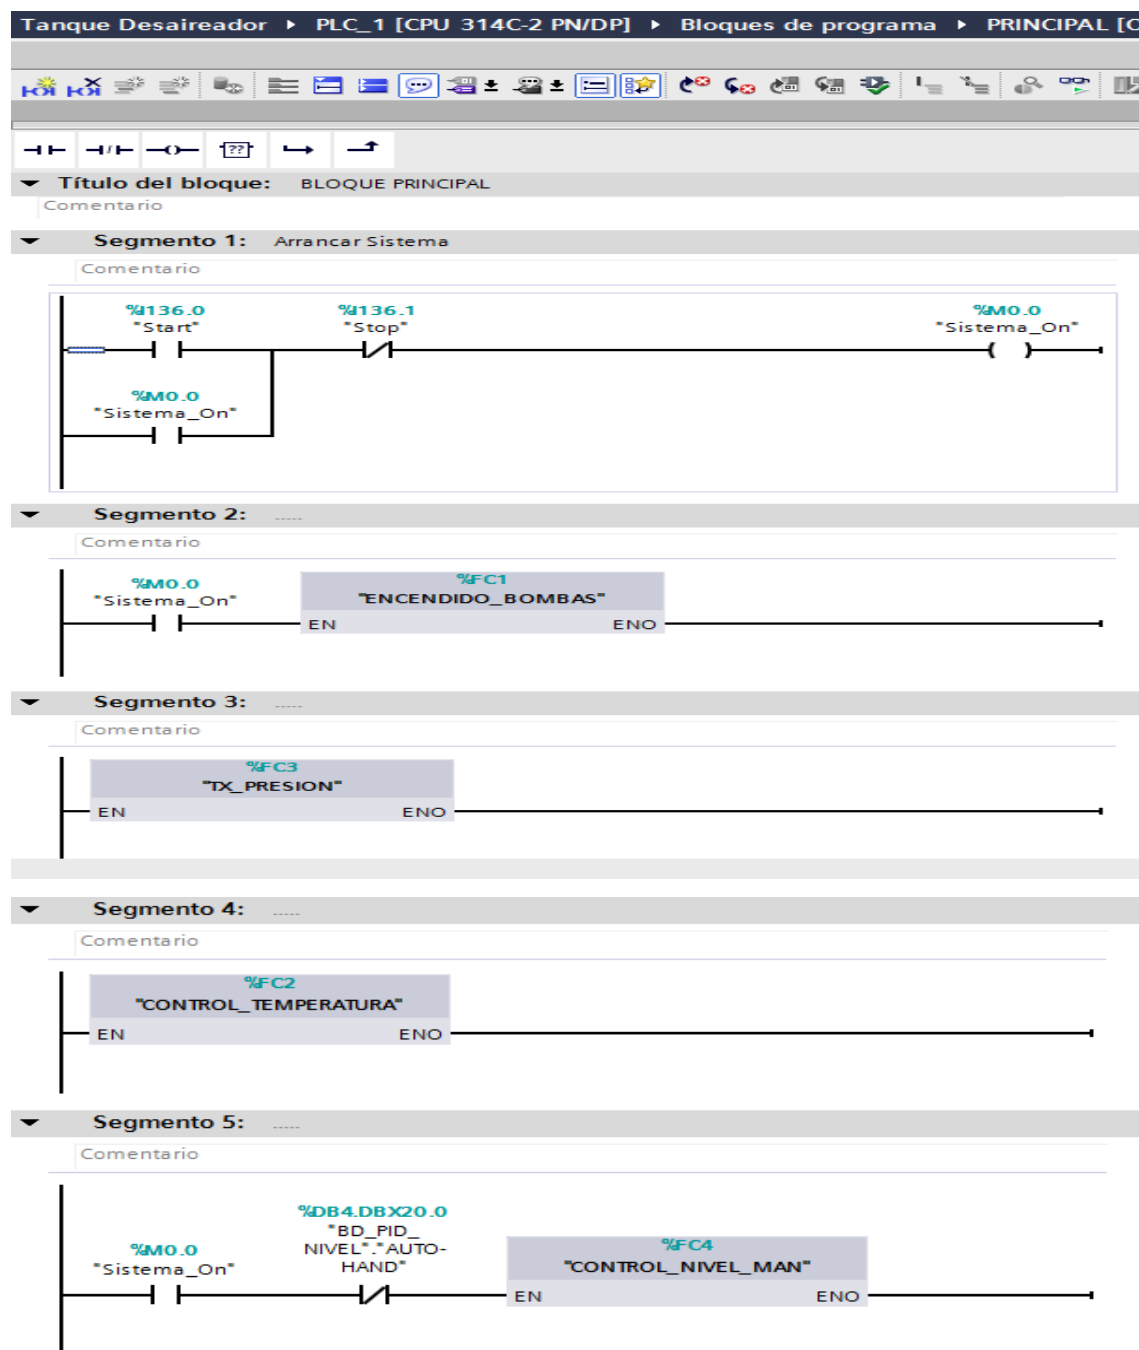 Tanque Desaireador ▸ PLC_1 [CPU 314C-2 PN/DP] ▸ Bloques de programa ▸ PRINCIPAL [O
??
Título del bloque: BLOQUE PRINCIPAL
Comentario
Segmento 1: Arrancar Sistema
Comentario
%I136.0 %I136.1 %M0.0
"Start" "Stop" "Sistema_On"
%M0.0
"Sistema_On"
Segmento 2: .....
Comentario
%M0.0 %FC1
"Sistema_On" "ENCENDIDO_BOMBAS"
EN ENO
Segmento 3: .....
Comentario
%FC3
"TX_PRESION"
EN ENO
Segmento 4: .....
Comentario
%FC2
"CONTROL_TEMPERATURA"
EN ENO
Segmento 5: .....
Comentario
%DB4.DBX20.0
"BD_PID_
%M0.0 NIVEL"."AUTO- %FC4
"Sistema_On" HAND" "CONTROL_NIVEL_MAN"
EN ENO